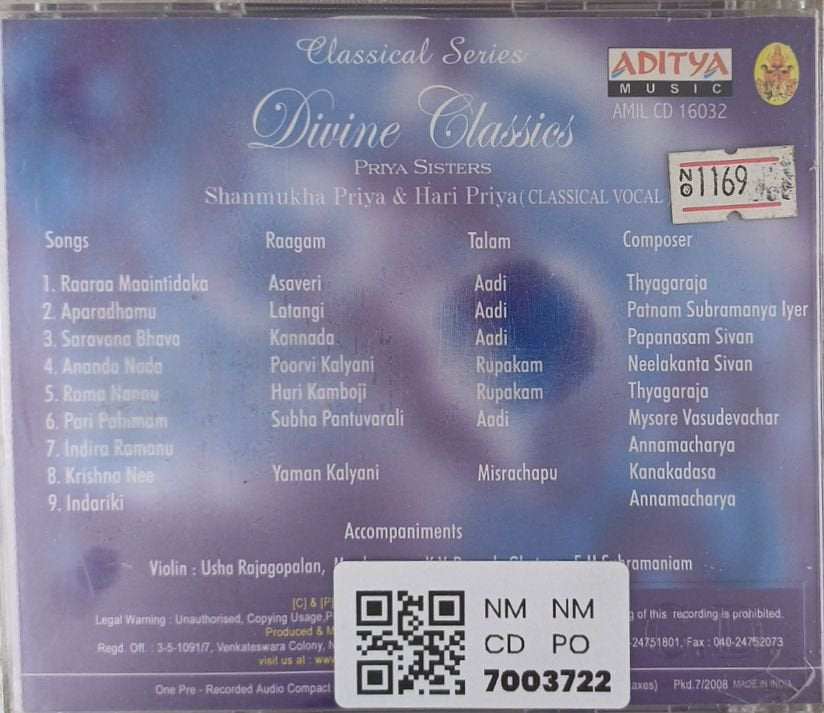 Classical Series
ADITYA
MUSIC
AMIL CD 16032
Divine Classics
PRIYA SISTERS
Shanmukha Priya & Hari Priya (CLASSICAL VOCAL)
No 1169
Songs Raagam Talam Composer
1. Raaraa Maaintidaka Asaveri Aadi Thyagaraja
2. Aparadhamu Latangi Aadi Patnam Subramanya Iyer
3. Saravana Bhava Kannada Aadi Papanasam Sivan
4. Ananda Nada Poorvi Kalyani Rupakam Neelakanta Sivan
5. Rama Nannu Hari Kamboji Rupakam Thyagaraja
6. Pari Pahimam Subha Pantuvarali Aadi Mysore Vasudevachar
7. Indira Ramanu Annamacharya
8. Krishna Nee Yaman Kalyani Misrachapu Kanakadasa
9. Indariki Annamacharya
Accompaniments
Violin : Usha Rajagopalan, Subramaniam
[C] & [P]
Legal Warning : Unauthorised, Copying Usage, of this recording is prohibited.
Produced &
Regd. Off. : 3-5-1091/7, Venkateswara Colony, -24751801, Fax : 040-24752073
visit us at :
One Pre - Recorded Audio Compact taxes) Pkd.7/2008 MADE IN INDIA
NM NM
CD PO
7003722